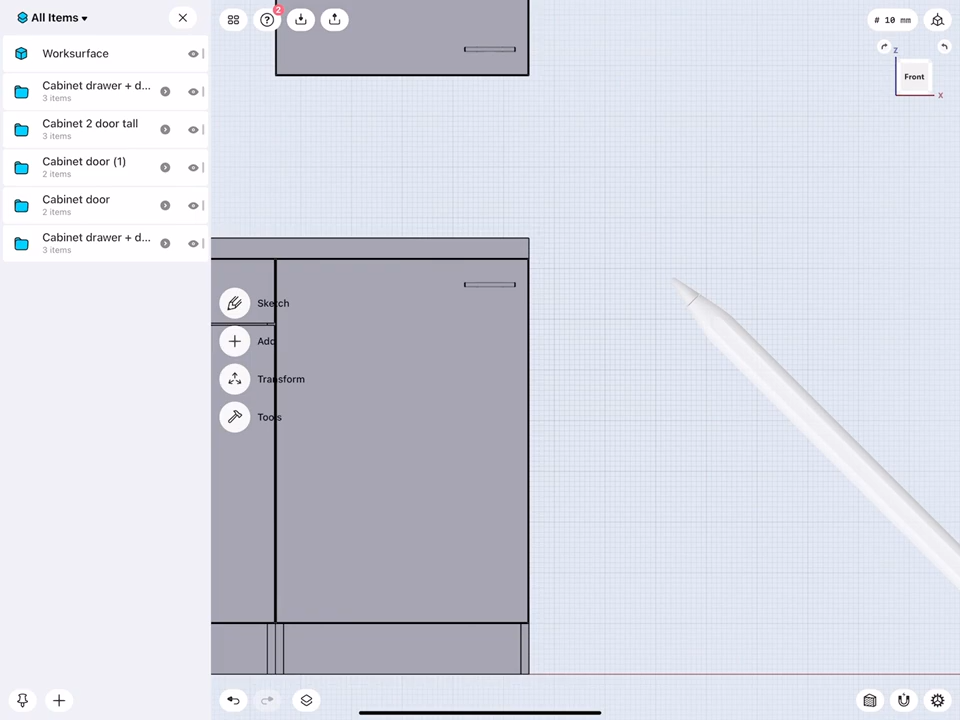 All Items ▾
Worksurface
Cabinet drawer + d...
3 items
Cabinet 2 door tall
3 items
Cabinet door (1)
2 items
Cabinet door
2 items
Cabinet drawer + d...
3 items
2
# 10 mm
Z
Front
X
Sketch
Add
Transform
Tools